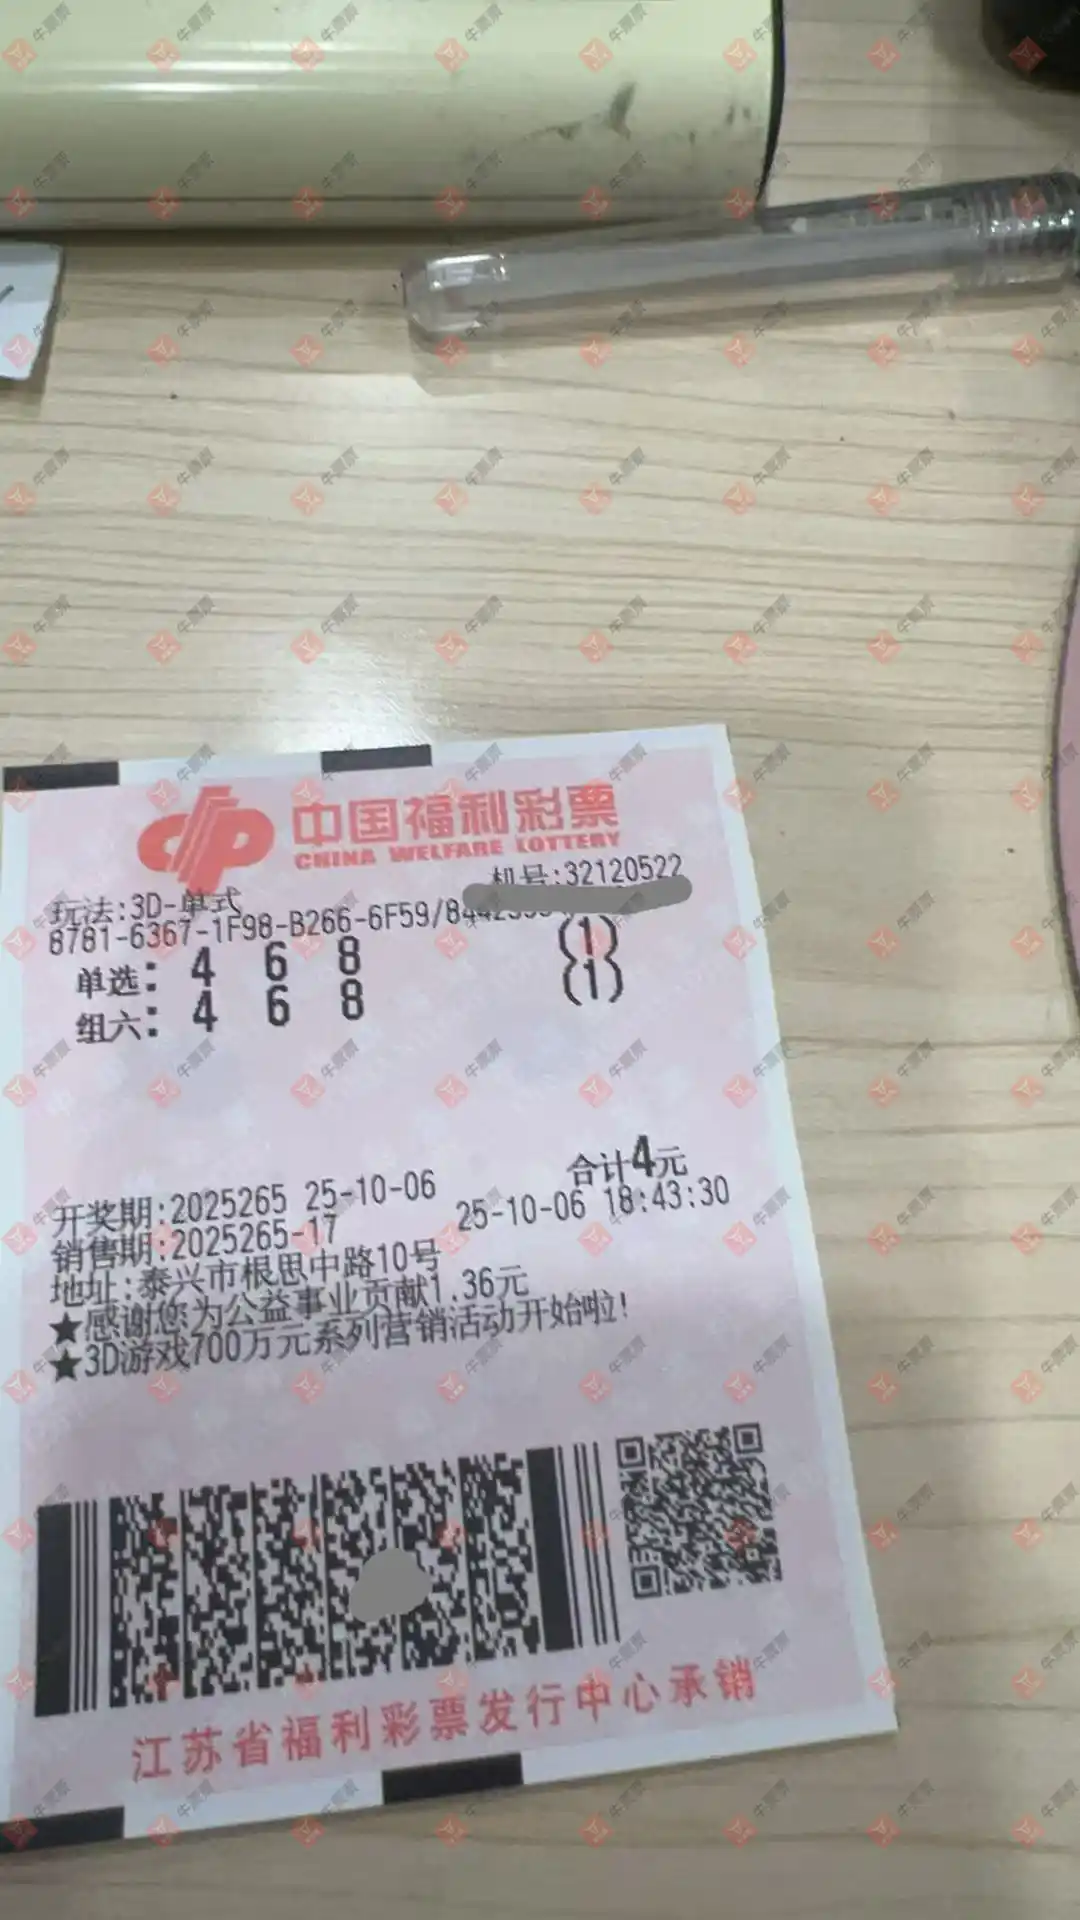 中国福利彩票
CHINA WELFARE LOTTERY
机号:32120522
玩法:3D-单式
8781-6367-1F98-B266-6F59/8442
单选: 4 6 8 (1)
组六: 4 6 8 (1)
合计4元
开奖期:2025265 25-10-06
销售期:2025265-17 25-10-06 18:43:30
地址:泰兴市根思中路10号
★感谢您为公益事业贡献1.36元
★3D游戏700万元系列营销活动开始啦!
江苏省福利彩票发行中心承销
牛票票